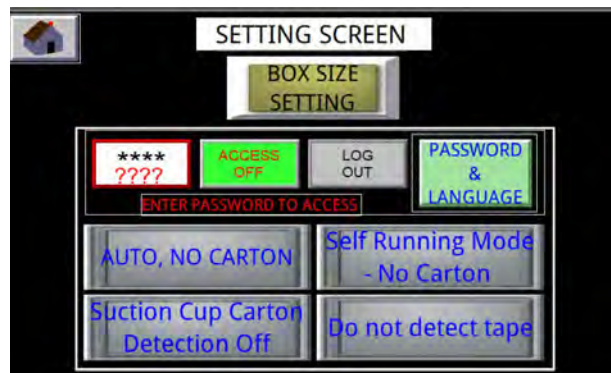 SETTING SCREEN
BOX SIZE
SETTING
****
????
ACCESS
OFF
LOG
OUT
PASSWORD
&
LANGUAGE
ENTER PASSWORD TO ACCESS
AUTO, NO CARTON
Self Running Mode
- No Carton
Suction Cup Carton
Detection Off
Do not detect tape